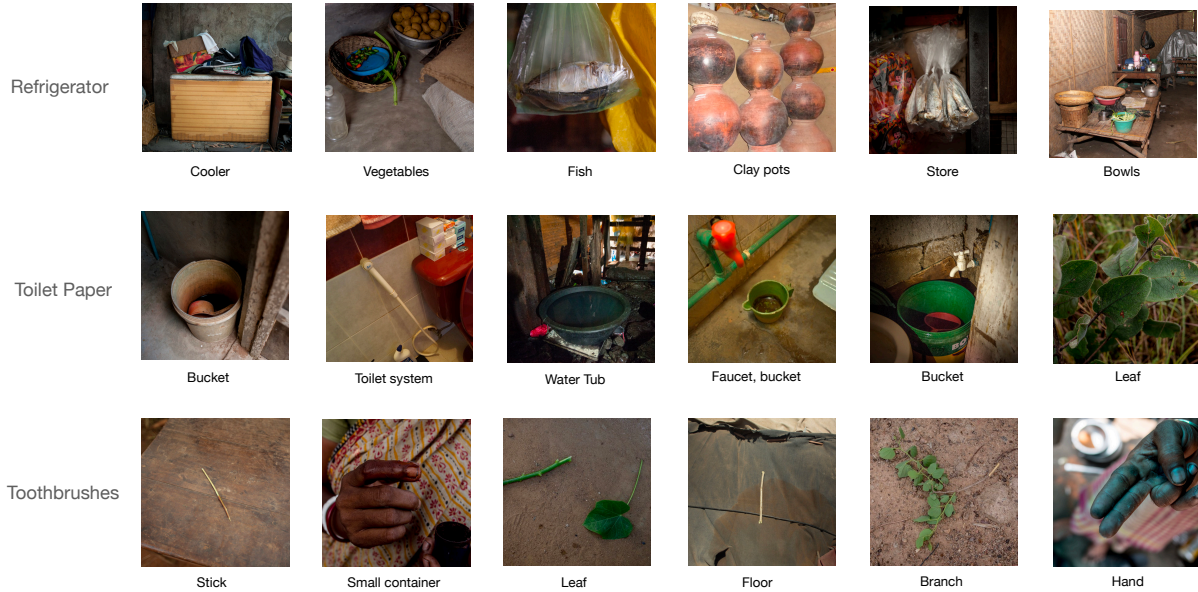 Refrigerator
Cooler
Vegetables
Fish
Clay pots
Store
Bowls
Toilet Paper
Bucket
Toilet system
Water Tub
Faucet, bucket
Bucket
Leaf
Toothbrushes
Stick
Small container
Leaf
Floor
Branch
Hand